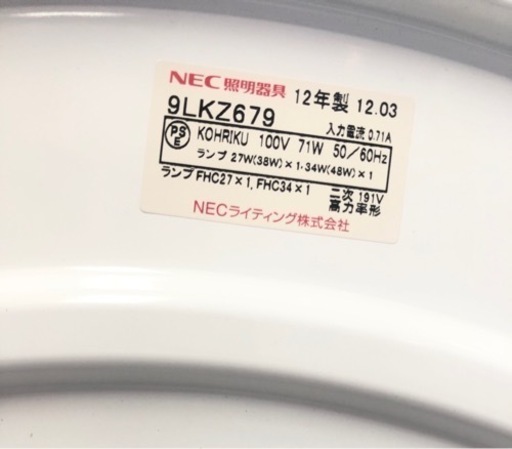 NEC 照明器具 12年製 12.03
9LKZ679 入力電流 0.71A
PSE KOHRIKU 100V 71W 50/60Hz
ランプ 27W(38W)×1・34W(48W)×1
ランプ FHC27×1, FHC34×1 二次 191V
高力率形
NECライティング株式会社